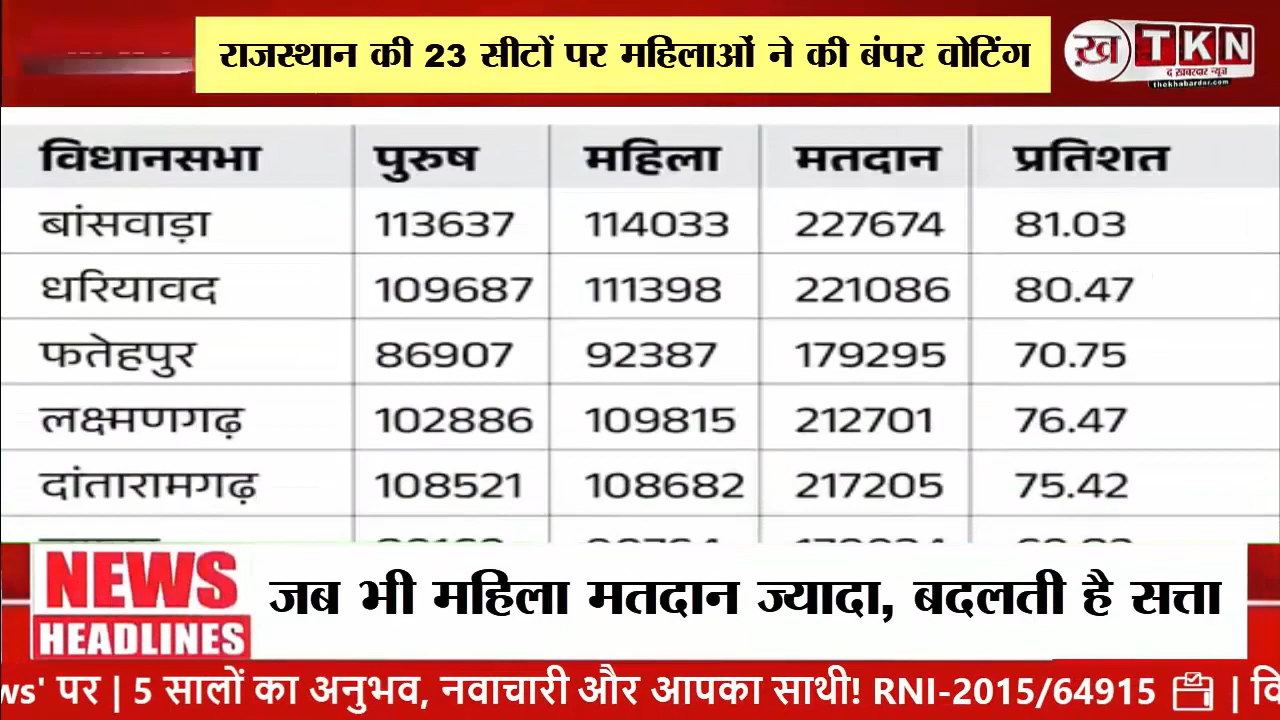 राजस्थान की 23 सीटों पर महिलाओं ने की बंपर वोटिंग
ख़ TKN
द ख़बरदार न्यूज
thekhabardar.com
विधानसभा पुरुष महिला मतदान प्रतिशत
बांसवाड़ा 113637 114033 227674 81.03
धरियावद 109687 111398 221086 80.47
फतेहपुर 86907 92387 179295 70.75
लक्ष्मणगढ़ 102886 109815 212701 76.47
दांतारामगढ़ 108521 108682 217205 75.42
NEWS
HEADLINES
जब भी महिला मतदान ज्यादा, बदलती है सत्ता
ws' पर | 5 सालों का अनुभव, नवाचारी और आपका साथी! RNI-2015/64915 | वि